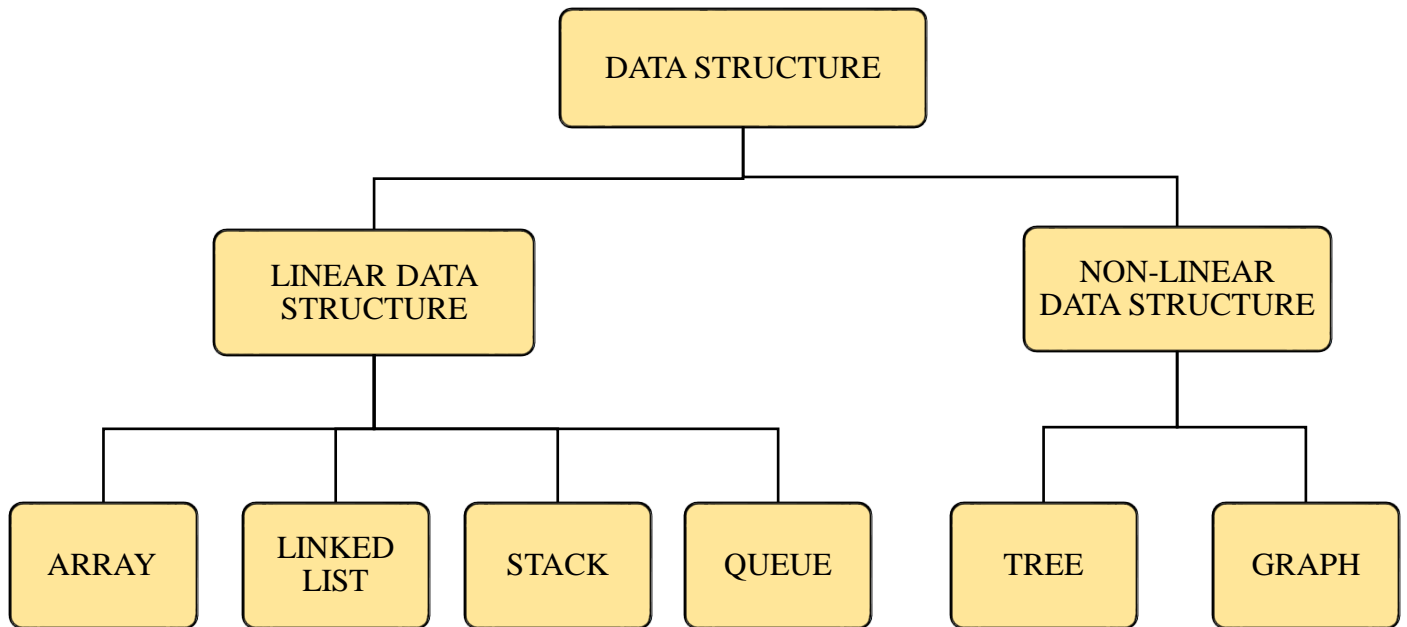 DATA STRUCTURE
LINEAR DATA
STRUCTURE
NON-LINEAR
DATA STRUCTURE
ARRAY
LINKED
LIST
STACK
QUEUE
TREE
GRAPH